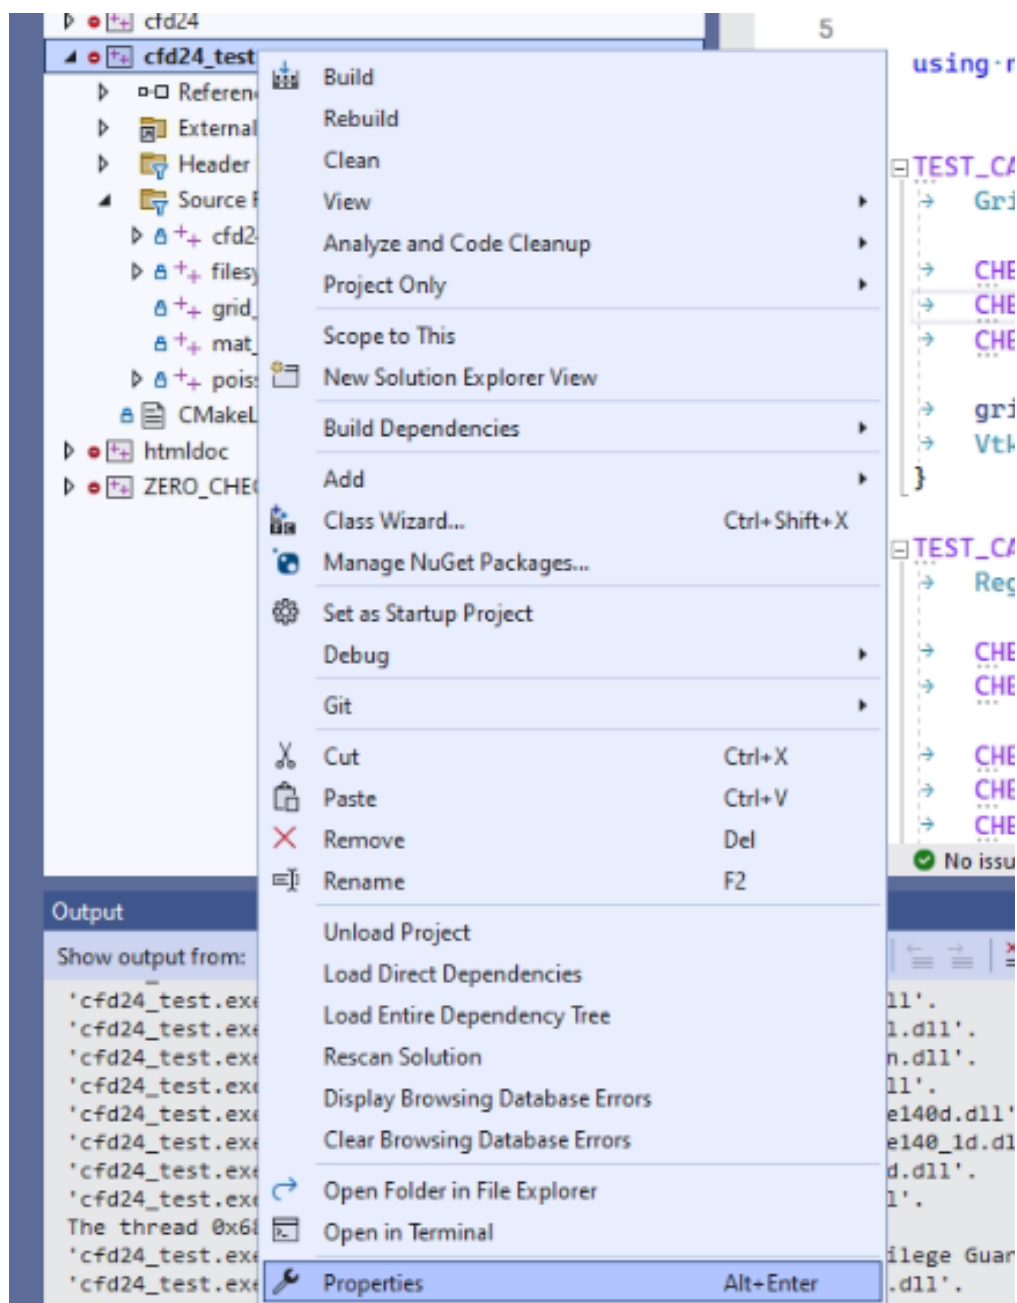 cfd24
cfd24_test
Referen
External
Header
Source F
cfd2
filesy
grid_
mat_
poiss
CMakeL
htmldoc
ZERO_CHE
Build
Rebuild
Clean
View
Analyze and Code Cleanup
Project Only
Scope to This
New Solution Explorer View
Build Dependencies
Add
Class Wizard... Ctrl+Shift+X
Manage NuGet Packages...
Set as Startup Project
Debug
Git
Cut Ctrl+X
Paste Ctrl+V
Remove Del
Rename F2
Unload Project
Load Direct Dependencies
Load Entire Dependency Tree
Rescan Solution
Display Browsing Database Errors
Clear Browsing Database Errors
Open Folder in File Explorer
Open in Terminal
Properties Alt+Enter
5
using
TEST_CA
Gri
CHE
CHE
CHE
gri
Vtk
}
TEST_CA
Reg
CHE
CHE
CHE
CHE
CHE
No issu
Output
Show output from:
'cfd24_test.exe ll'.
'cfd24_test.exe l.dll'.
'cfd24_test.exe n.dll'.
'cfd24_test.exe ll'.
'cfd24_test.exe e140d.dll'
'cfd24_test.exe e140_1d.dl
'cfd24_test.exe d.dll'.
'cfd24_test.exe l'.
The thread 0x68
'cfd24_test.exe ilege Guar
'cfd24_test.exe .dll'.